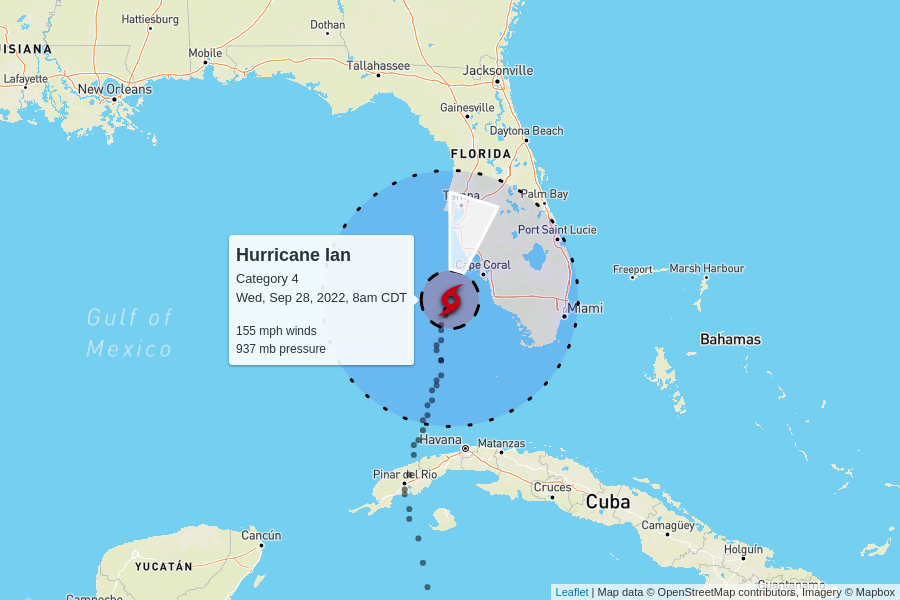 Hattiesburg
Dothan
UISIANA
Mobile
Lafayette
Tallahassee
Jacksonville
New Orleans
Gainesville
Daytona Beach
FLORIDA
Tampa
Palm Bay
Port Saint Lucie
Hurricane Ian
Category 4
Wed, Sep 28, 2022, 8am CDT
155 mph winds
937 mb pressure
Cape Coral
Freeport
Marsh Harbour
Miami
Gulf of
Mexico
Bahamas
Havana
Matanzas
Pinar del Rio
Cruces
Cuba
Camagüey
Cancún
Holguín
YUCATÁN
Guantanamo
Campeche
Leaflet | Map data © OpenStreetMap contributors, Imagery © Mapbox